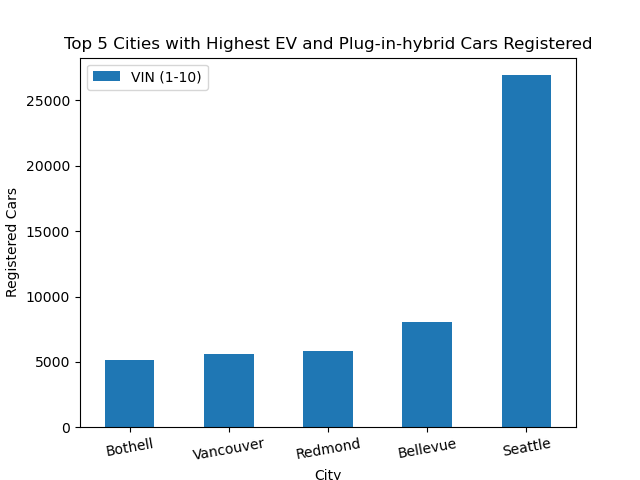 Top 5 Cities with Highest EV and Plug-in-hybrid Cars Registered
VIN (1-10)
Registered Cars
25000
20000
15000
10000
5000
0
Bothell
Vancouver
Redmond
Bellevue
Seattle
City